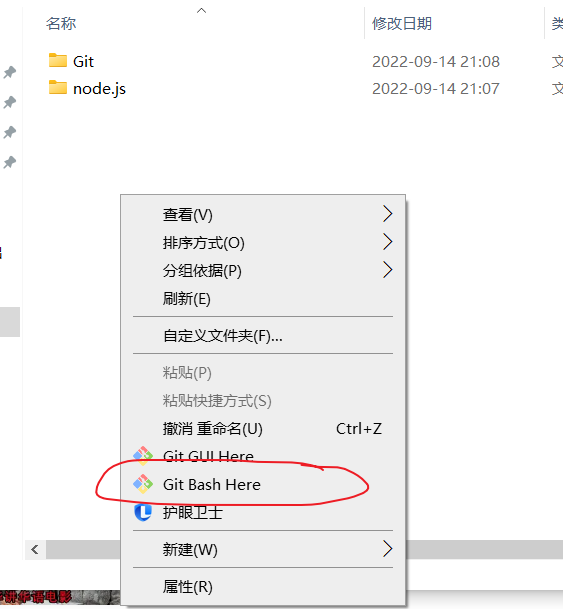 名称 修改日期
Git 2022-09-14 21:08
node.js 2022-09-14 21:07
查看(V)
排序方式(O)
分组依据(P)
刷新(E)
自定义文件夹(F)...
粘贴(P)
粘贴快捷方式(S)
撤消 重命名(U) Ctrl+Z
Git GUI Here
Git Bash Here
护眼卫士
新建(W)
属性(R)